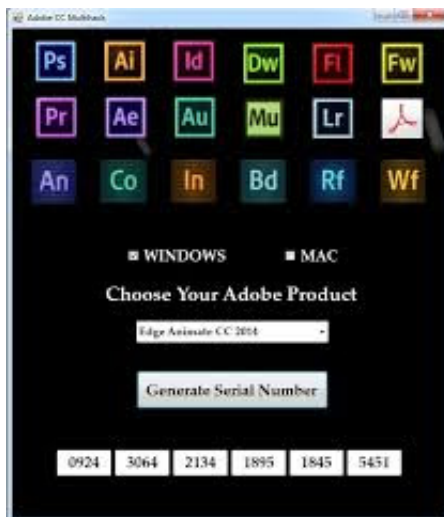 Adobe CC Multihack
Ps Ai Id Dw Fl Fw
Pr Ae Au Mu Lr
An Co In Bd Rf Wf
WINDOWS MAC
Choose Your Adobe Product
Edge Animate CC 2014
Generate Serial Number
0924 3064 2134 1895 1845 5451